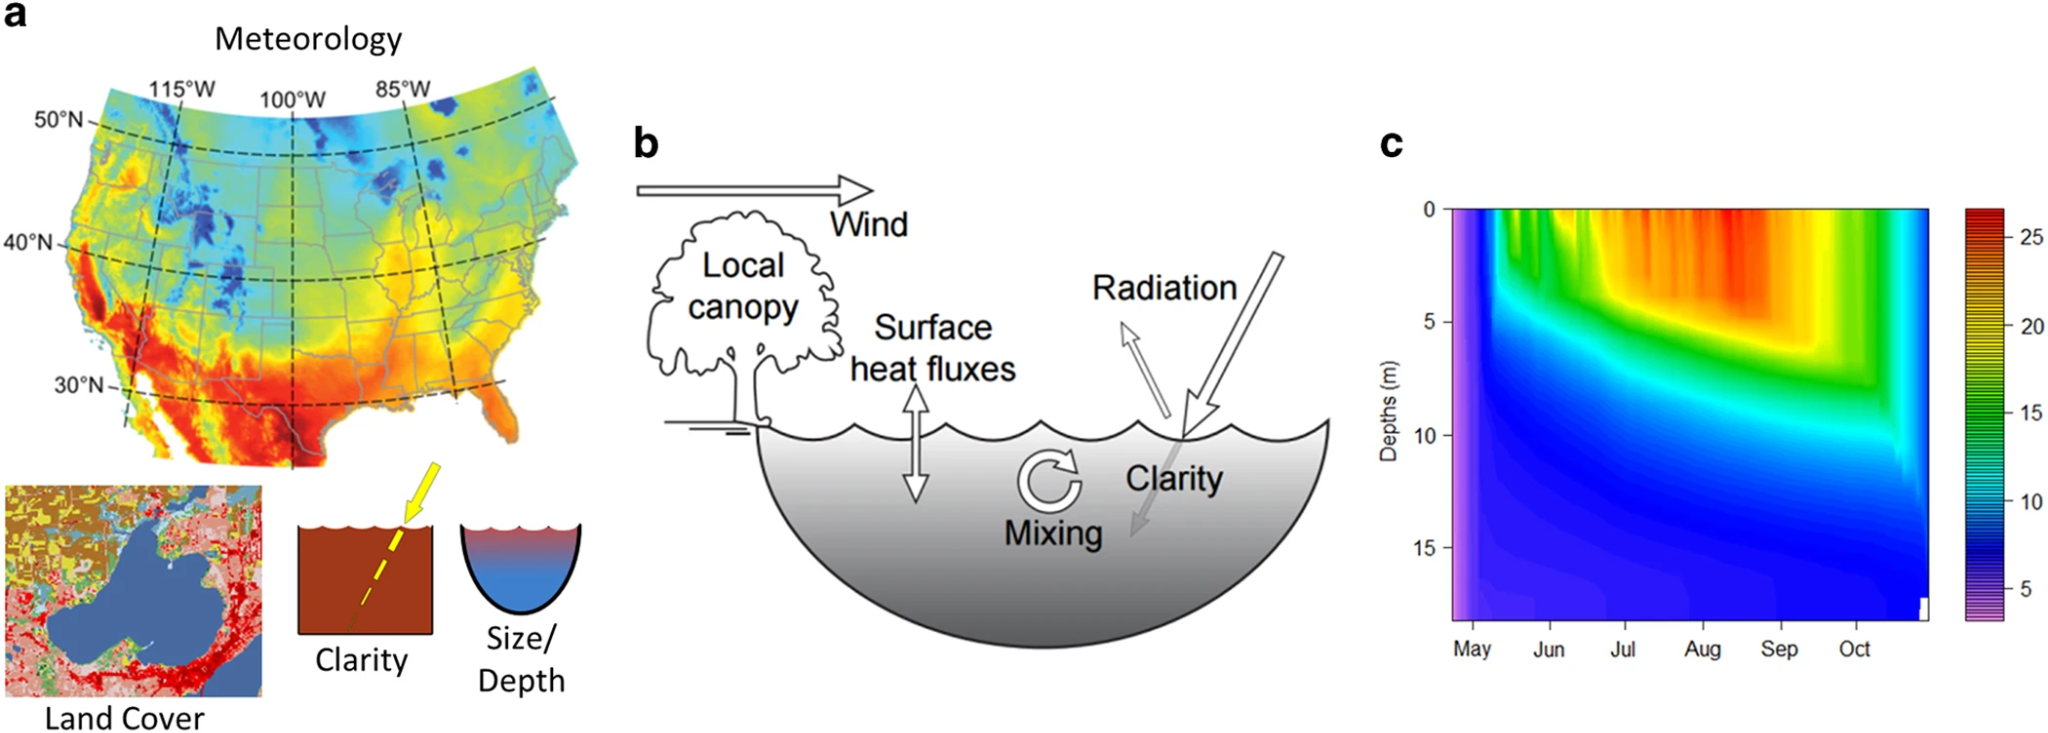 a
Meteorology
115°W
100°W
85°W
50°N
40°N
30°N
Land Cover
Clarity
Size/
Depth
b
Wind
Local
canopy
Surface
heat fluxes
Radiation
Clarity
Mixing
c
0
5
10
15
Depths (m)
May Jun Jul Aug Sep Oct
25
20
15
10
5